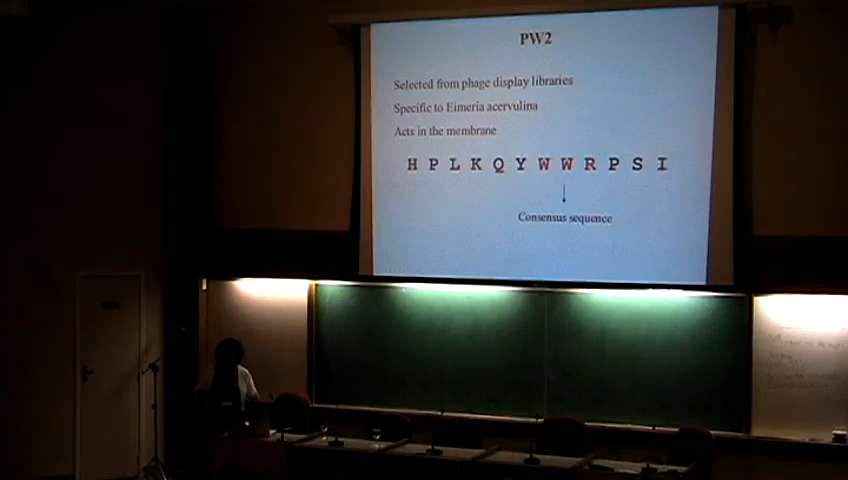 PW2
Selected from phage display libraries
Specific to Eimeria acervulina
Acts in the membrane
H P L K Q Y W W R P S I
Consensus sequence